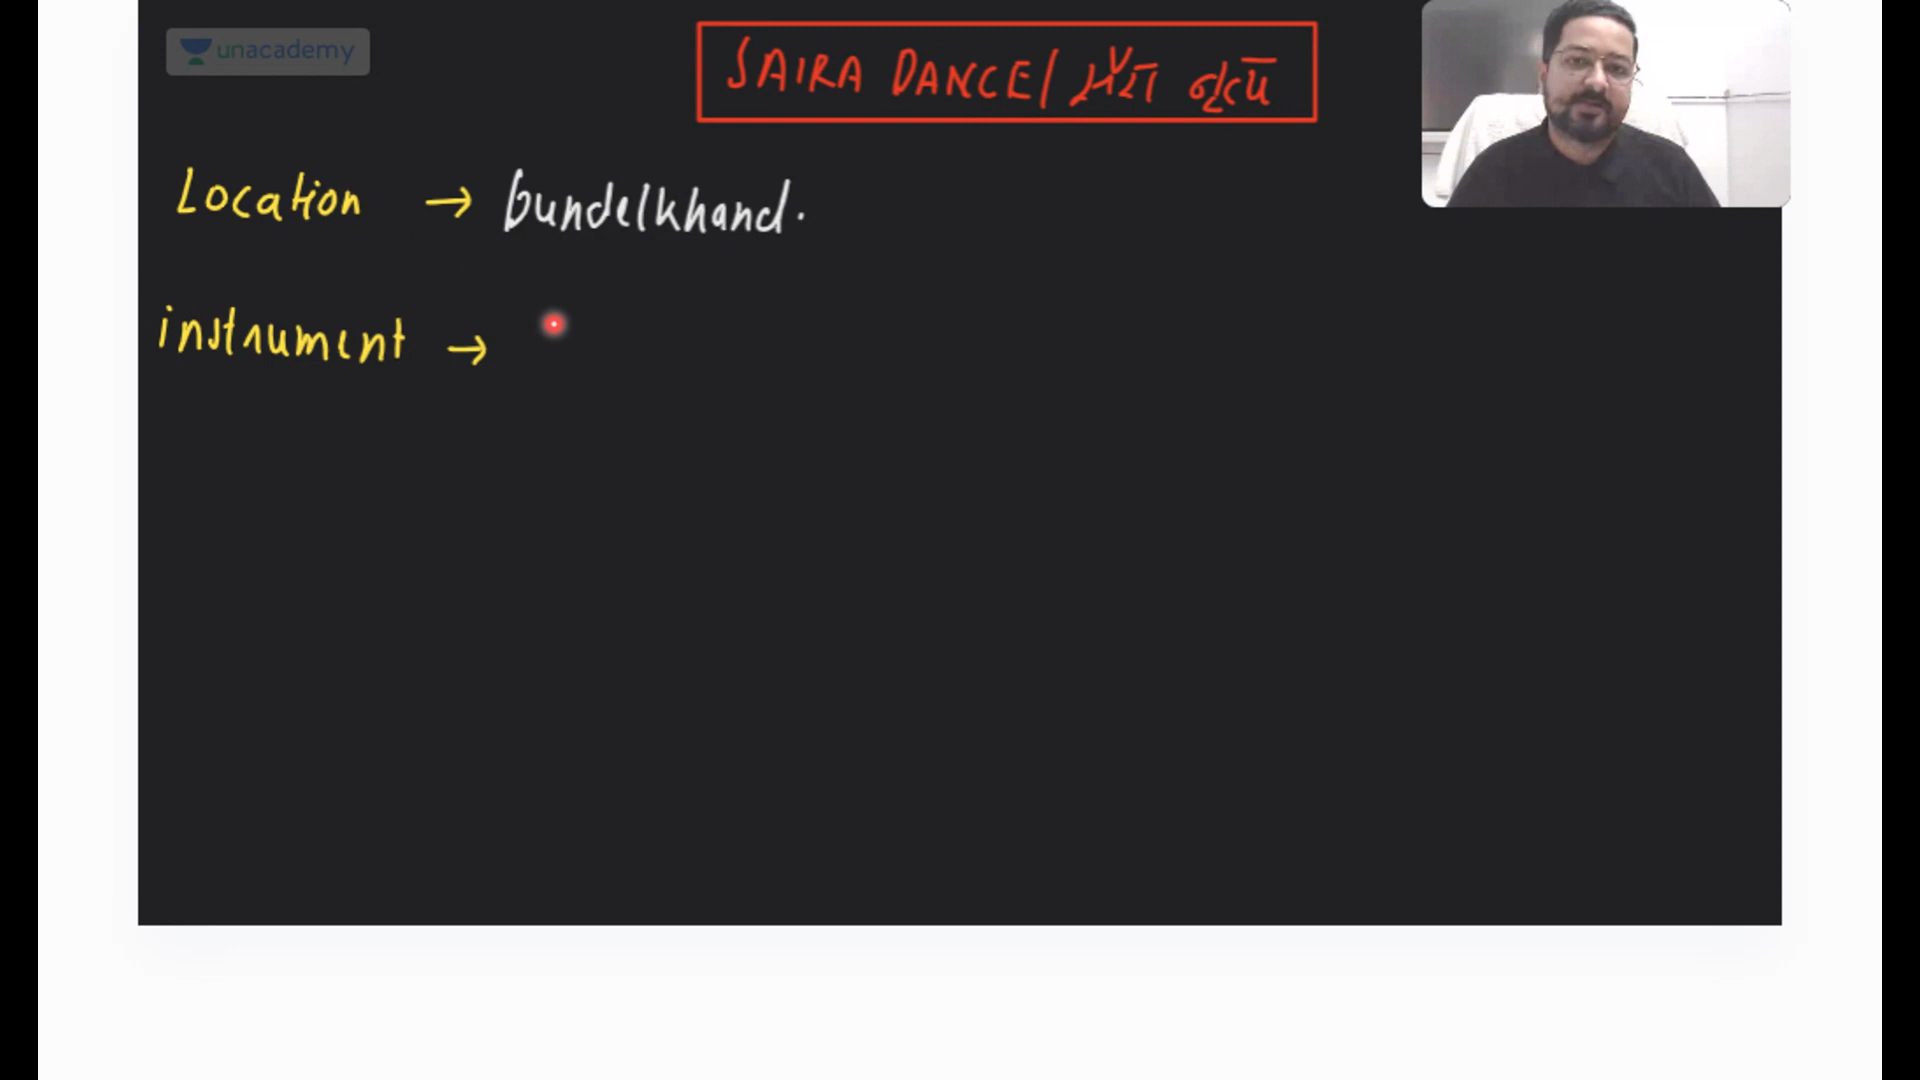 unacademy
SAIRA DANCE/ सैरा नृत्य
Location → bundelkhand.
instrument →